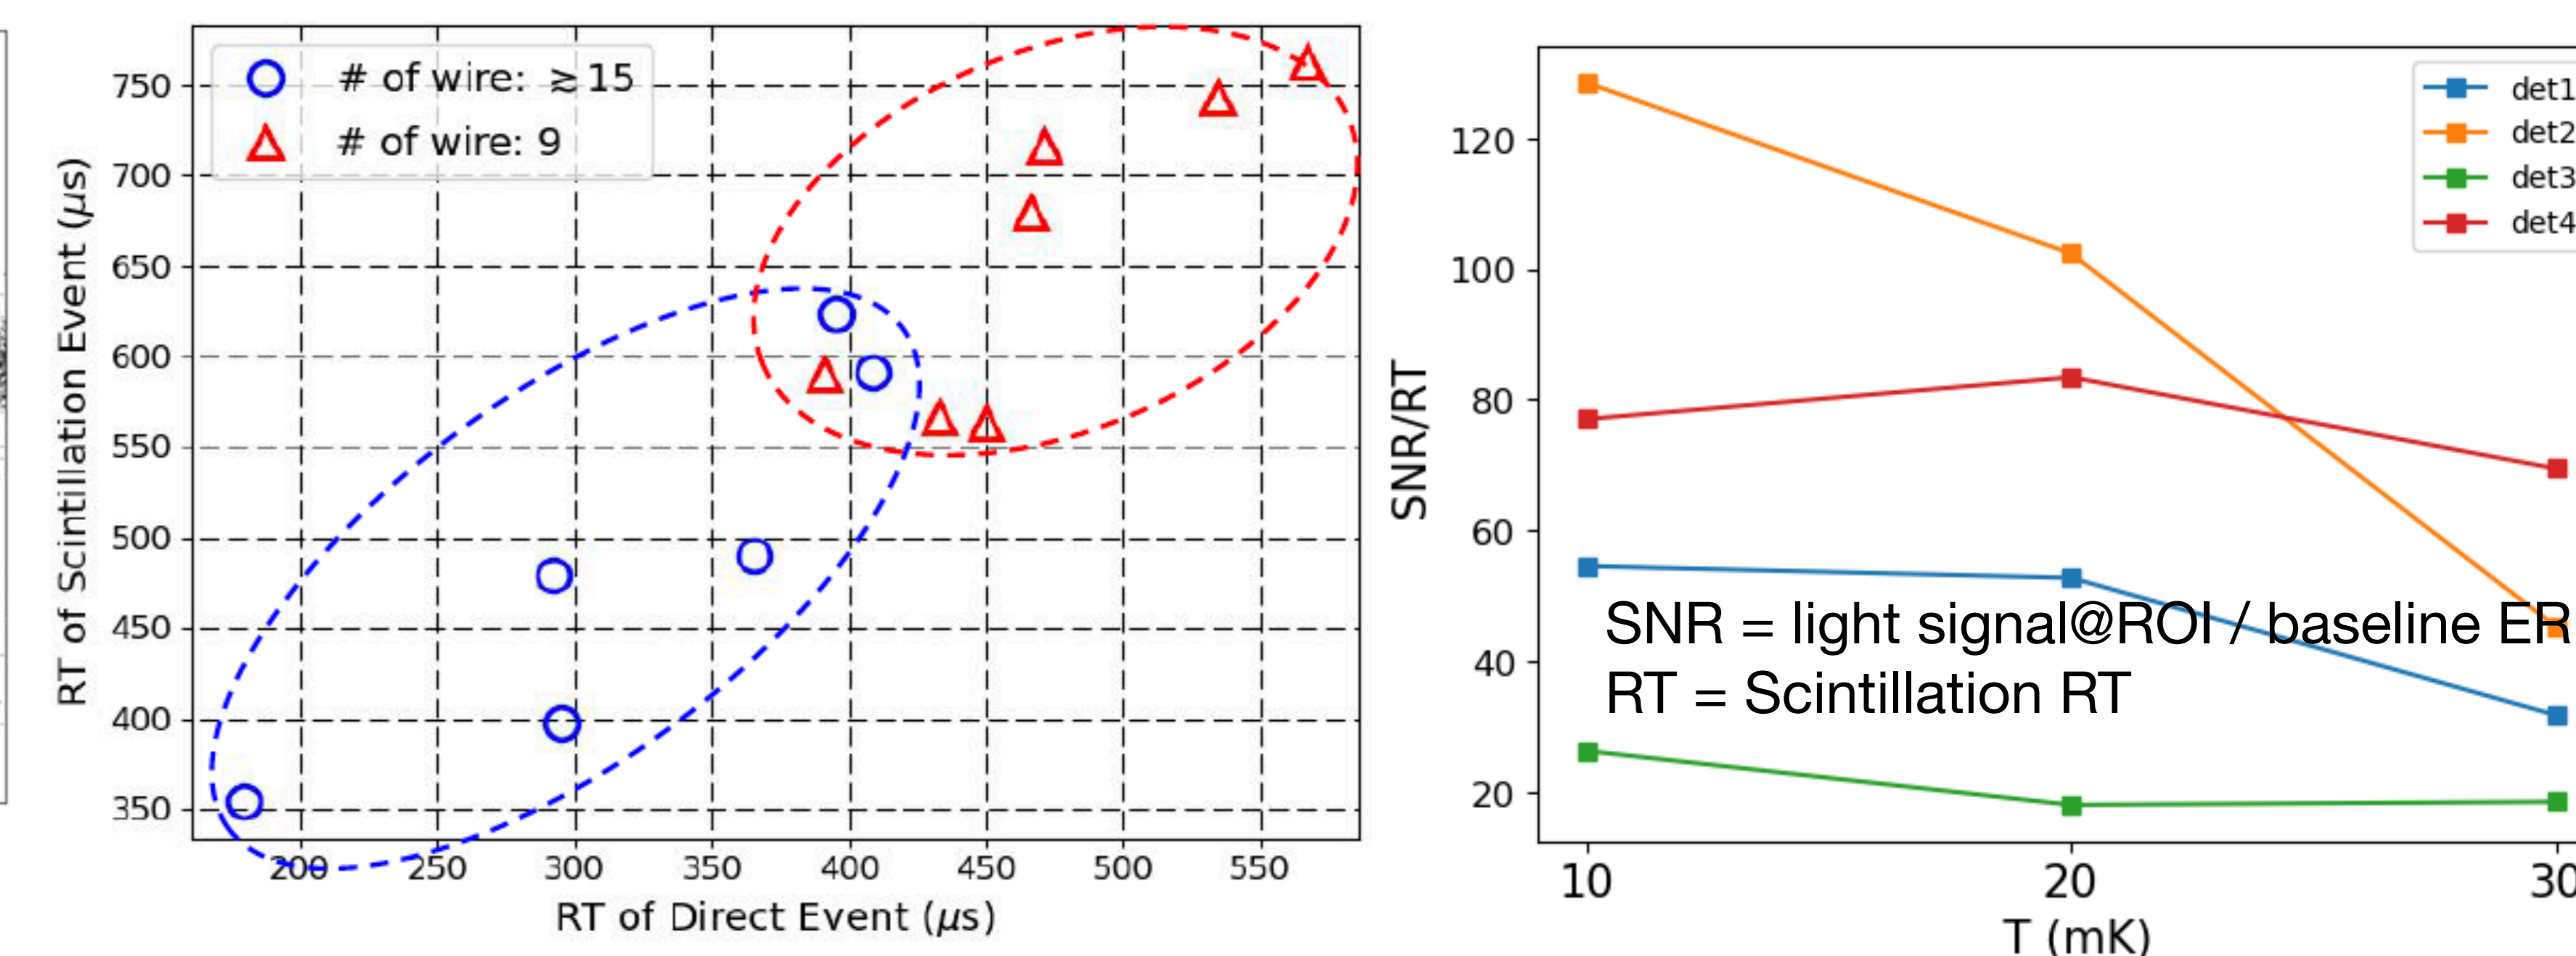 # of wire: ≳ 15
# of wire: 9
750
700
650
600
550
500
450
400
350
RT of Scintillation Event (μs)
200 250 300 350 400 450 500 550
RT of Direct Event (μs)
det1
det2
det3
det4
120
100
80
60
40
20
SNR/RT
SNR = light signal@ROI / baseline ER
RT = Scintillation RT
10 20 30
T (mK)